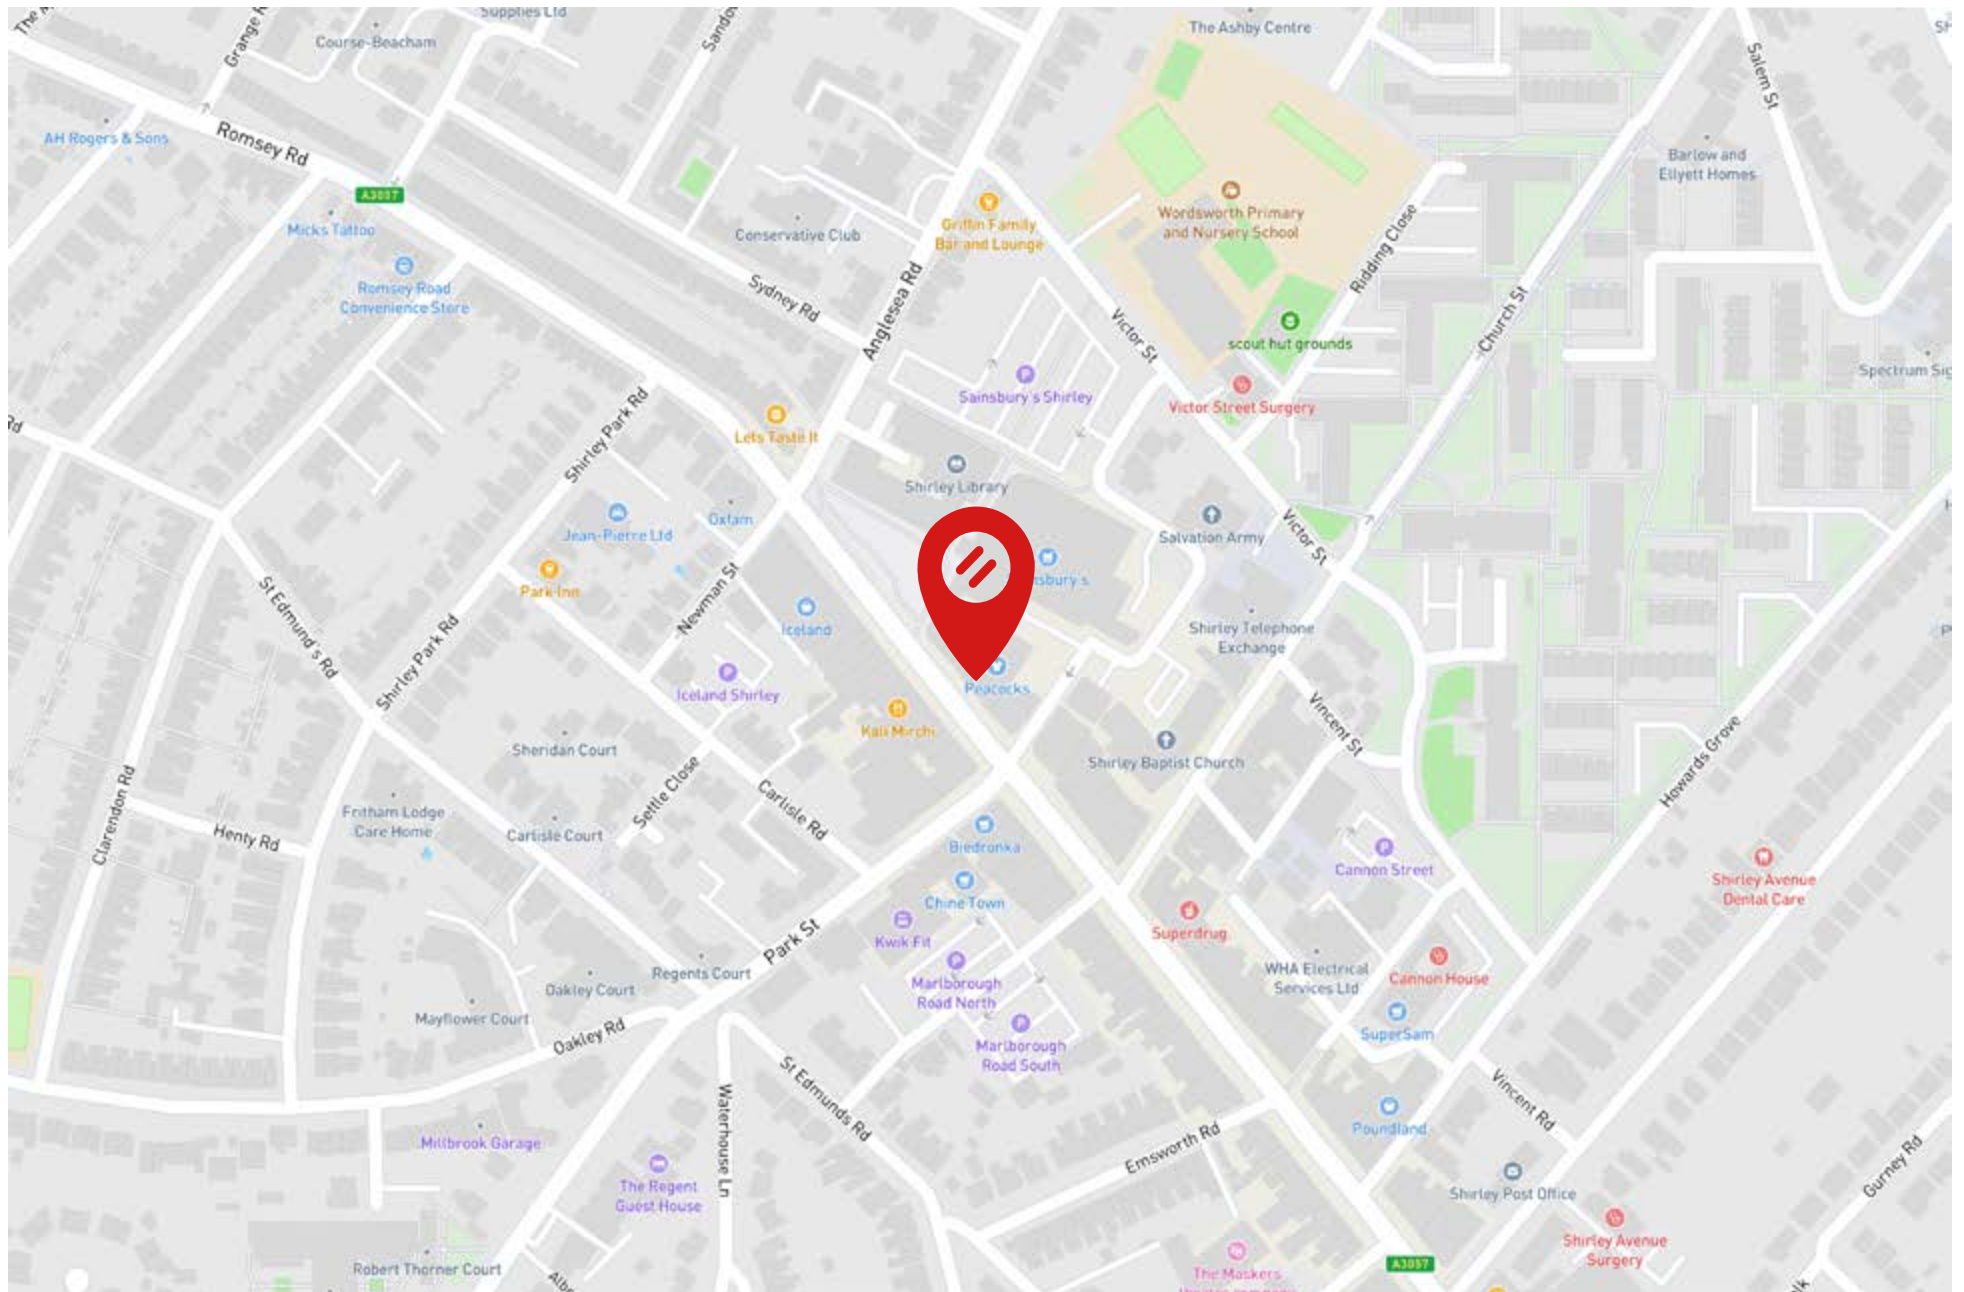 Supplies Ltd
Course-Beacham
The Ashby Centre
Salem St
AH Rogers & Sons
Romsey Rd
A3057
Micks Tattoo
Conservative Club
Griffin Family
Bar and Lounge
Wordsworth Primary
and Nursery School
Ridding Close
Barlow and
Ellyett Homes
Romsey Road
Convenience Store
Sydney Rd
Anglesea Rd
Victor St
Church St
scout hut grounds
Sainsbury's Shirley
Victor Street Surgery
Shirley Park Rd
Lets Taste It
Shirley Library
Jean-Pierre Ltd
Oxfam
Salvation Army
Victor St
Park Inn
Newman St
Iceland
St Edmund's Rd
Shirley Park Rd
Shirley Telephone
Exchange
Iceland Shirley
Peacocks
Kali Mirchi
Vincent St
Sheridan Court
Shirley Baptist Church
Howards Grove
Settle Close
Carlisle Rd
Clarendon Rd
Henty Rd
Fritham Lodge
Care Home
Carlisle Court
Biedronka
Cannon Street
Shirley Avenue
Dental Care
Chine Town
Superdrug
Kwik Fit
Park St
Regents Court
Oakley Court
Marlborough
Road North
WHA Electrical
Services Ltd
Cannon House
Mayflower Court
Oakley Rd
SuperSam
Marlborough
Road South
St Edmunds Rd
Waterhouse Ln
Vincent Rd
Millbrook Garage
Emsworth Rd
Poundland
The Regent
Guest House
Shirley Post Office
Gurney Rd
Shirley Avenue
Surgery
Robert Thorner Court
The Maskers
A3057